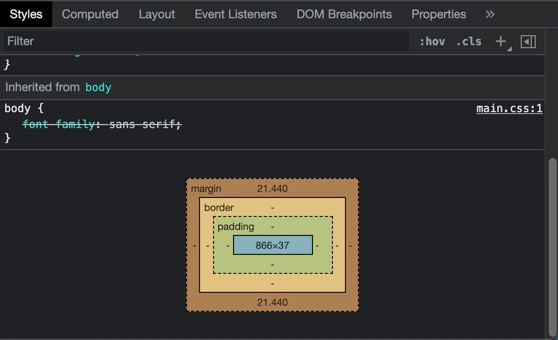 Styles Computed Layout Event Listeners DOM Breakpoints Properties »
Filter :hov .cls +
}
Inherited from body
body { main.css:1
font-family: sans-serif;
}
margin 21.440
border -
padding -
- - - 866×37 - - -
-
-
21.440